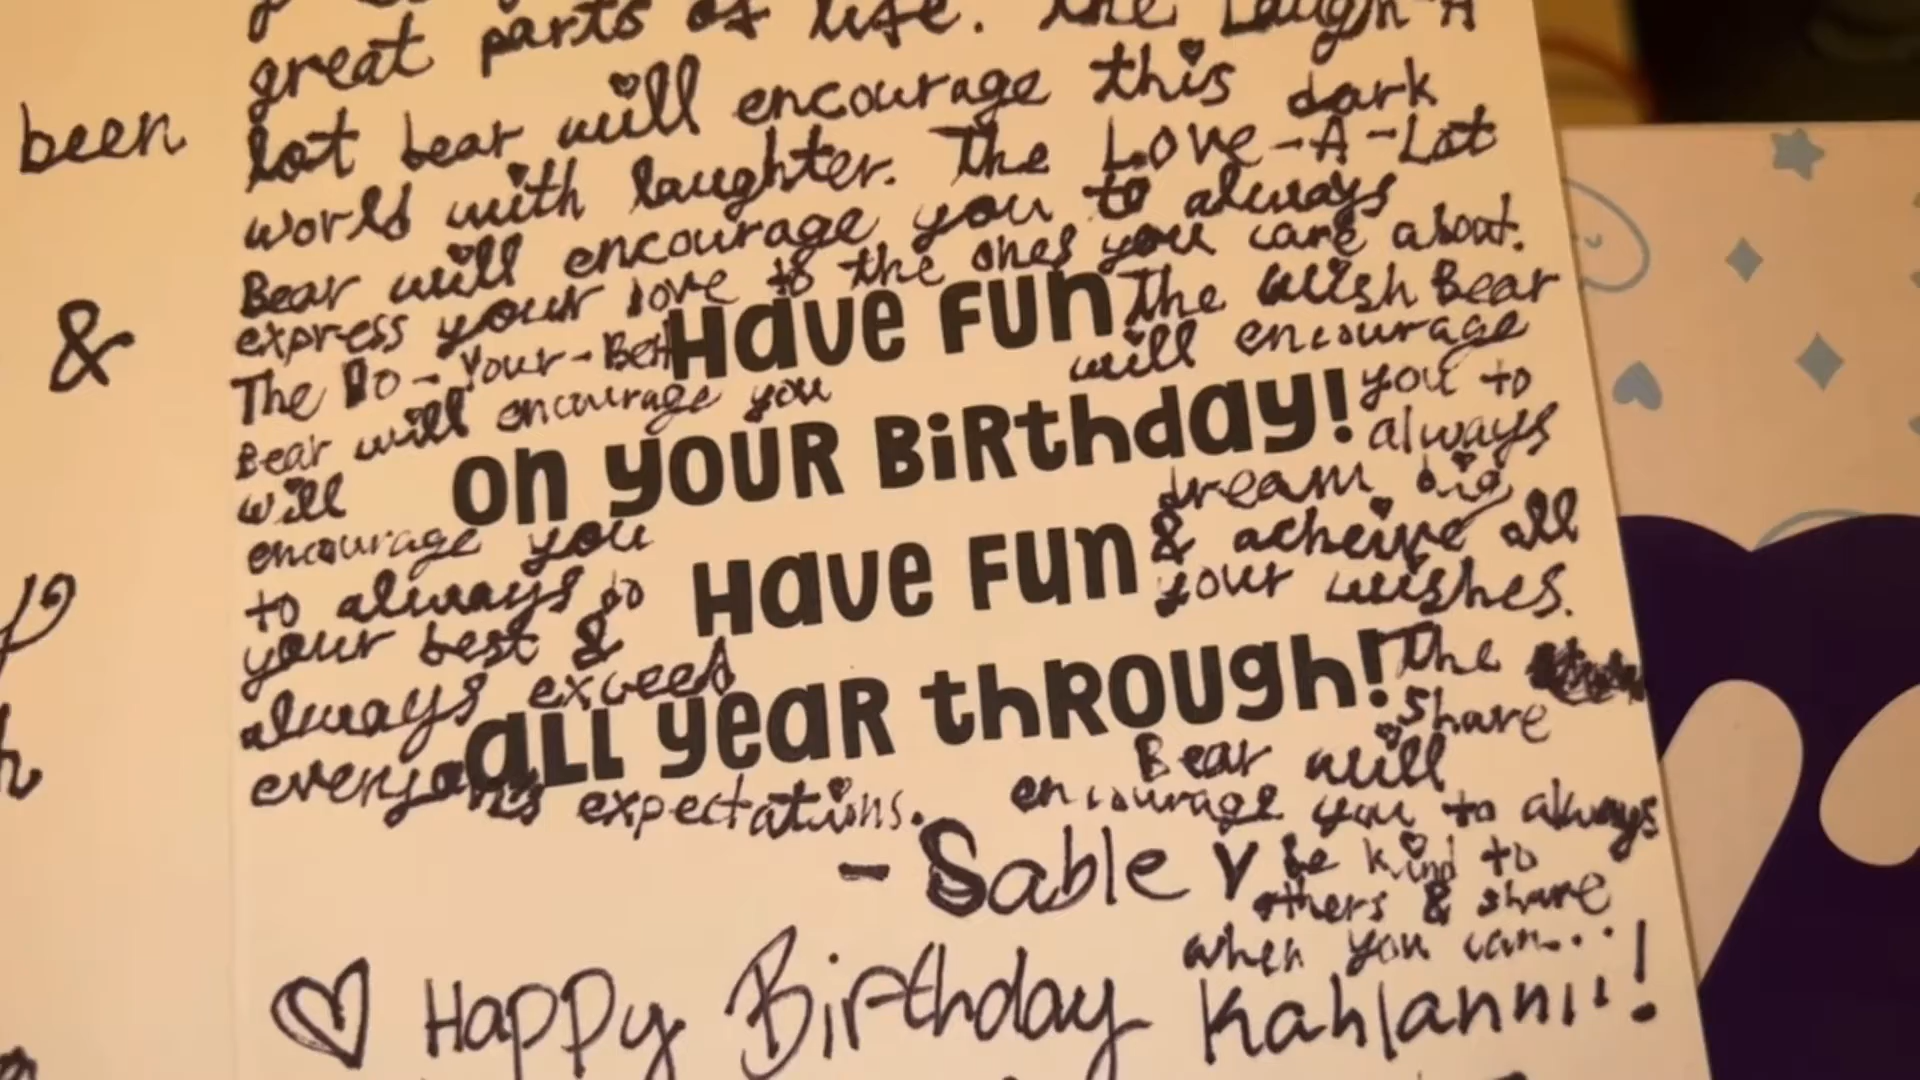 great parts of life. The Laugh-A
lot bear will encourage this dark
world with laughter. The Love-A-Lot
Bear will encourage you to always
express your love to the ones you care about.
The Do-Your-Best
Bear will encourage you
will
encourage you
to always do
your best &
always exceed
everyone's expectations.
The Wish Bear
will encourage
you to
always
dream big
& acheive all
your wishes.
The
share
Bear will
encourage you to always
be kind to
others & share
when you can...
Have Fun
on your Birthday!
Have Fun
all year through!
- Sable V
Happy Birthday Kahlanni!!
been
&